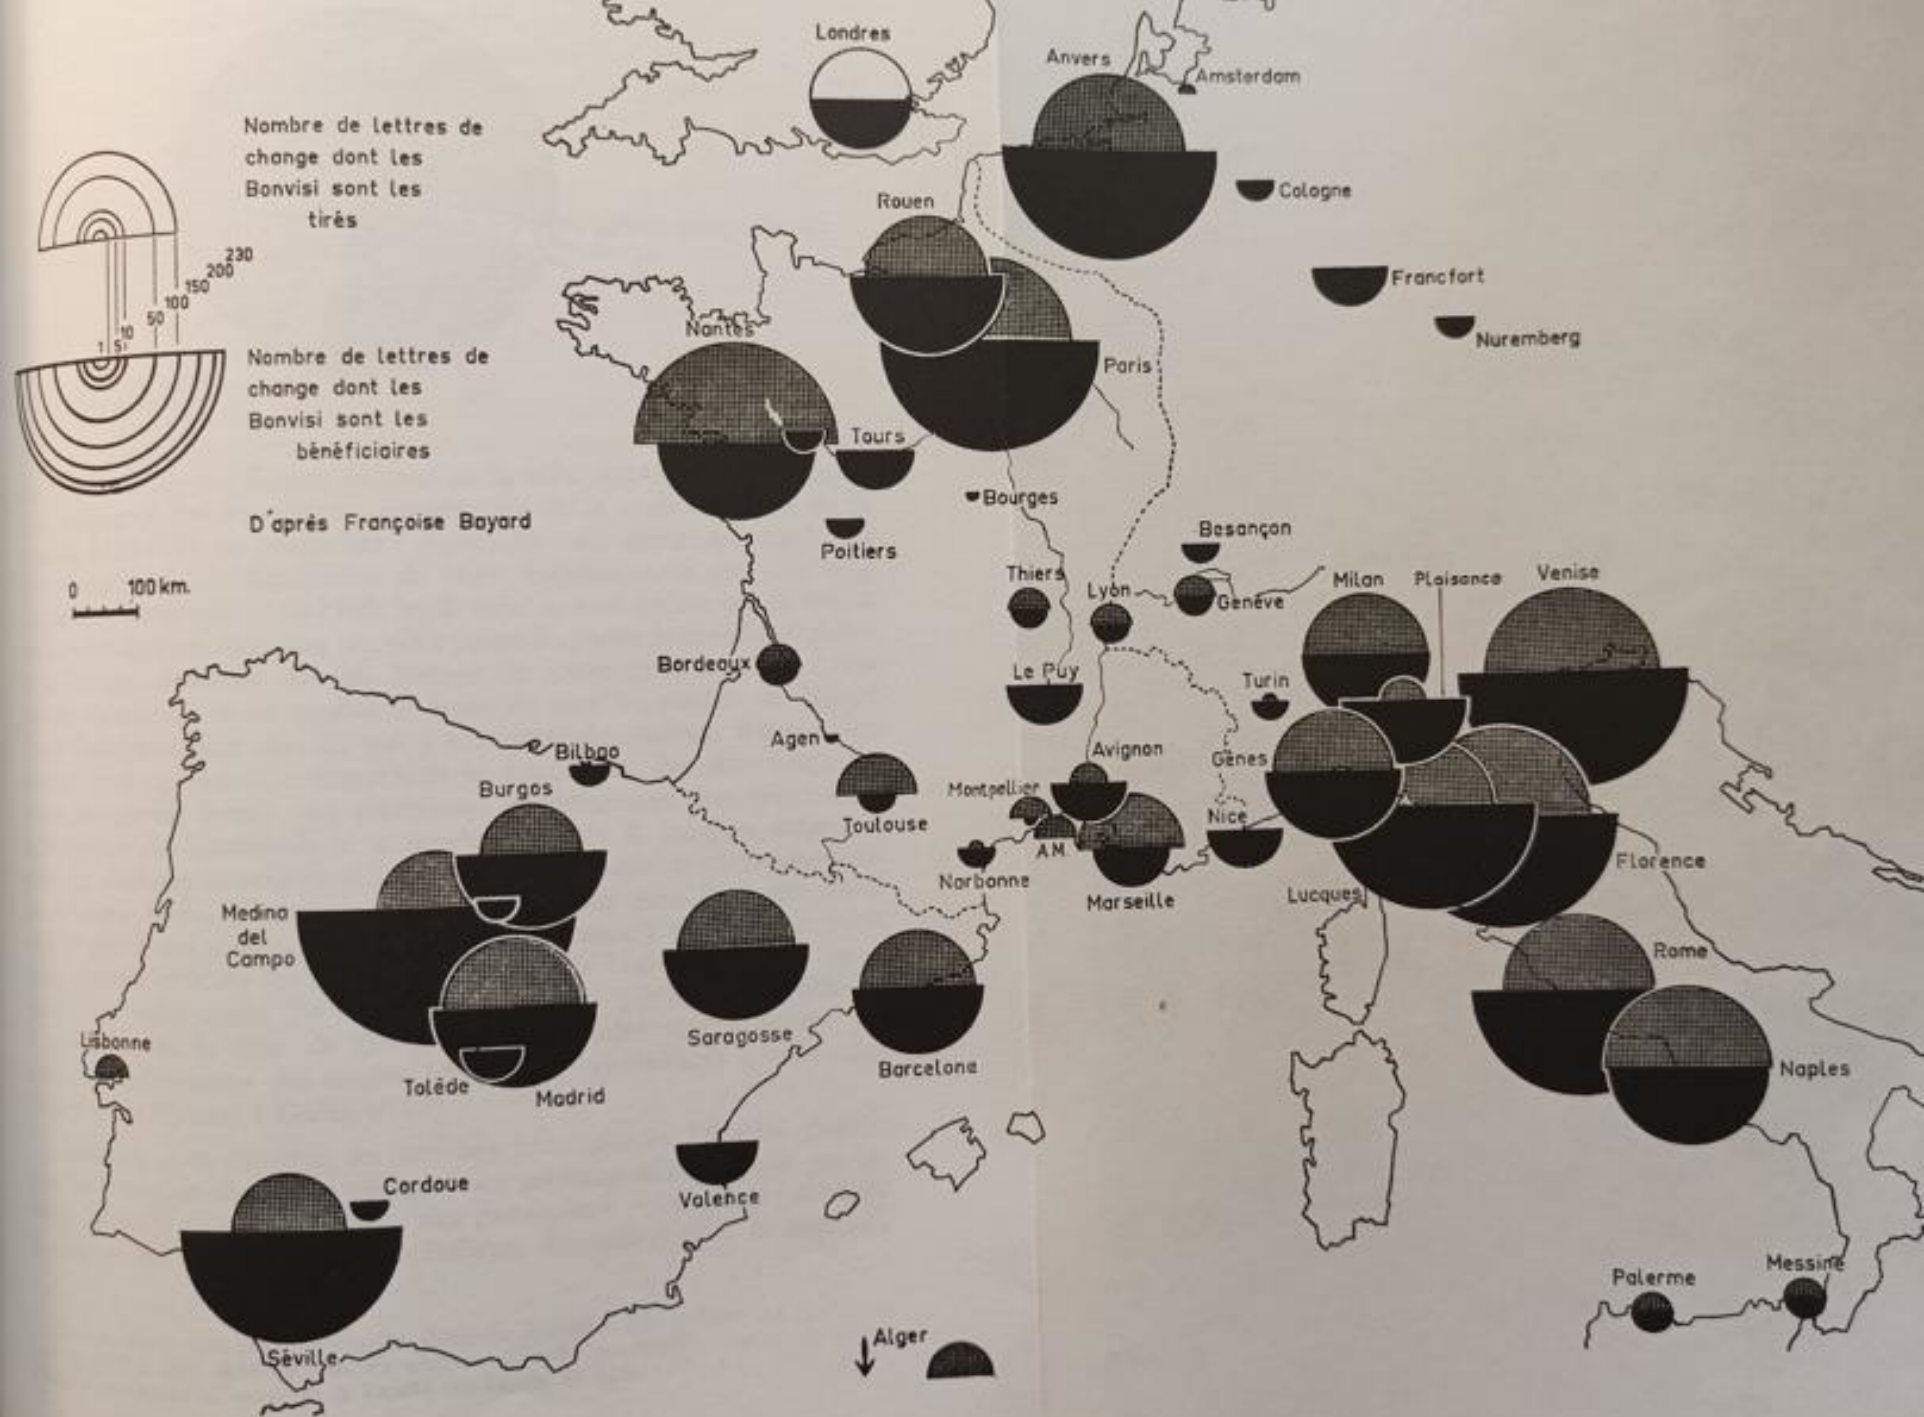 Londres
Anvers
Amsterdam
Nombre de lettres de
change dont les
Bonvisi sont les
tirés
Cologne
Rouen
230
200
150
100
50
10
5
1
Francfort
Nuremberg
Nantes
Paris
Nombre de lettres de
change dont les
Bonvisi sont les
bénéficiaires
Tours
Bourges
D'après Françoise Bayard
Poitiers
Besançon
0 100 km.
Thiers
Lyon
Genève
Milan
Plaisance
Venise
Bordeaux
Le Puy
Turin
Agen
Bilbao
Avignon
Gênes
Burgos
Montpellier
Toulouse
A.M.
Nice
Narbonne
Marseille
Florence
Lucques
Medina
del
Campo
Rome
Saragosse
Barcelone
Lisbonne
Tolède
Madrid
Naples
Cordoue
Valence
Séville
Alger
Palerme
Messine